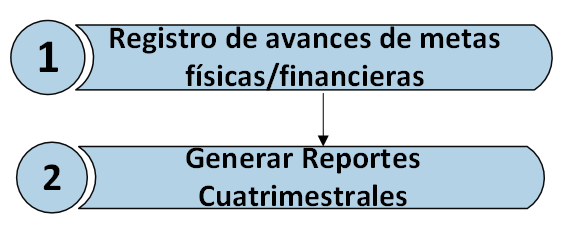 1
Registro de avances de metas
físicas/financieras
2
Generar Reportes
Cuatrimestrales